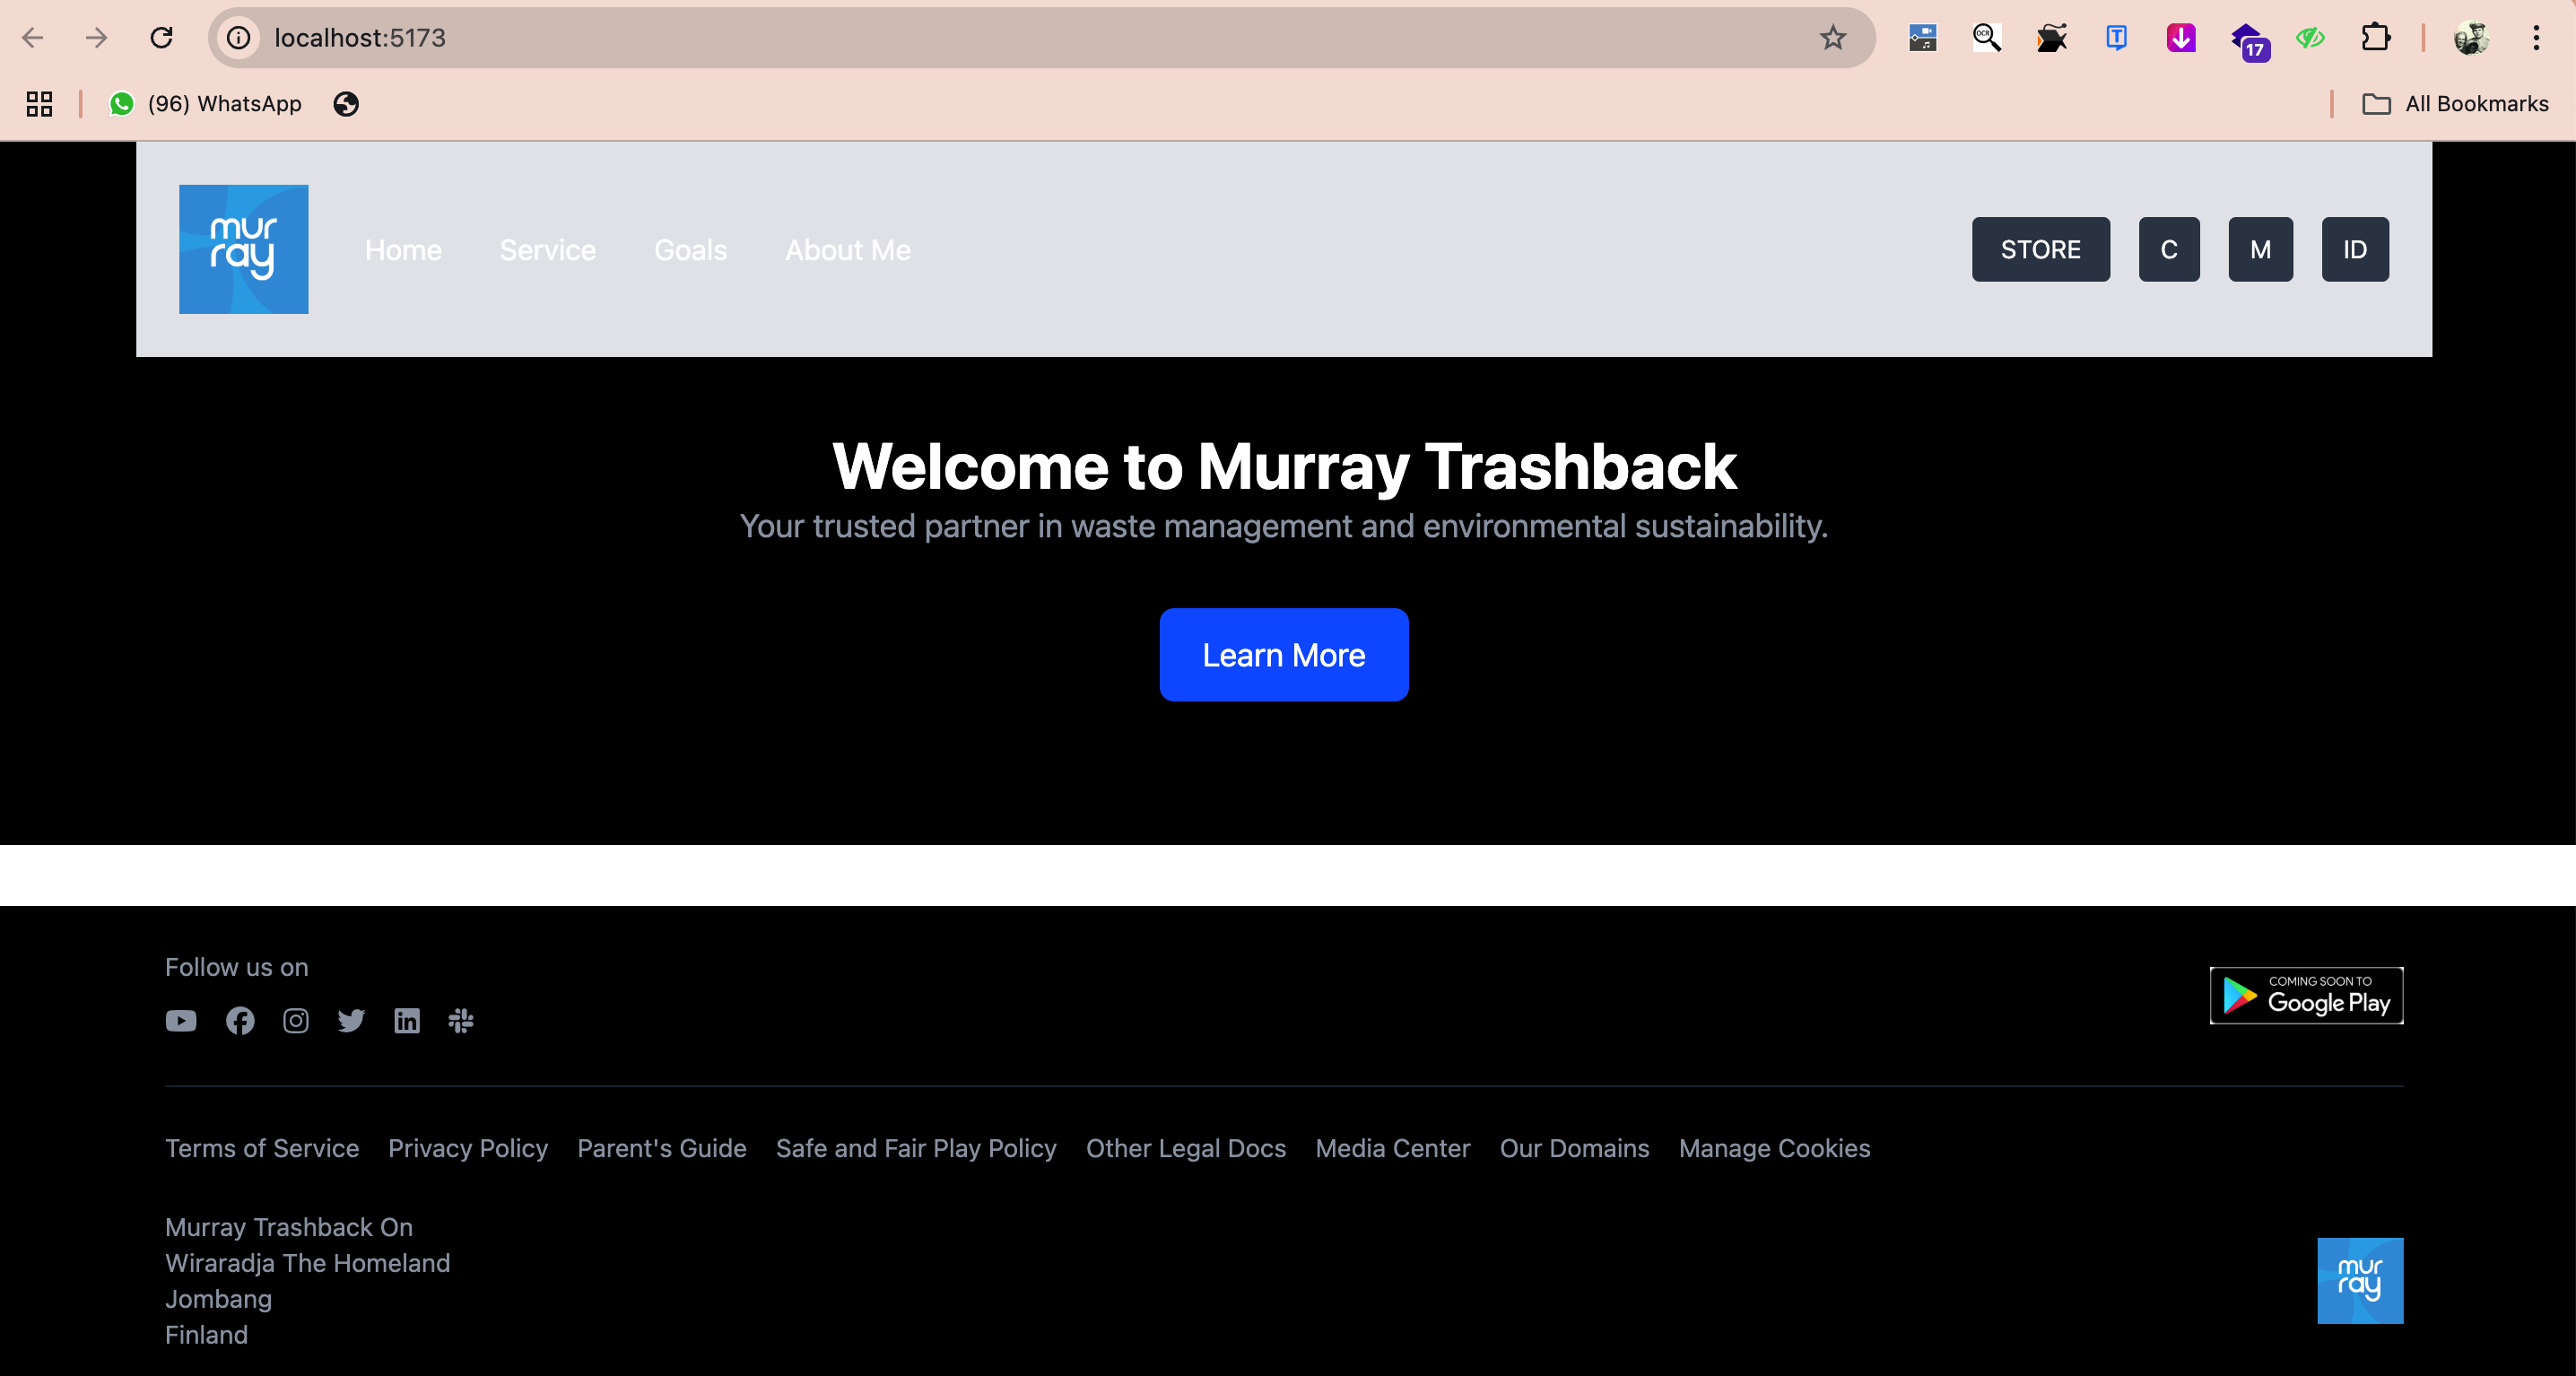 localhost:5173
17
(96) WhatsApp
All Bookmarks
mur
ray
Home Service Goals About Me
STORE C M ID
Welcome to Murray Trashback
Your trusted partner in waste management and environmental sustainability.
Learn More
Follow us on
COMING SOON TO
Google Play
Terms of Service Privacy Policy Parent's Guide Safe and Fair Play Policy Other Legal Docs Media Center Our Domains Manage Cookies
Murray Trashback On
Wiraradja The Homeland
Jombang
Finland
mur
ray